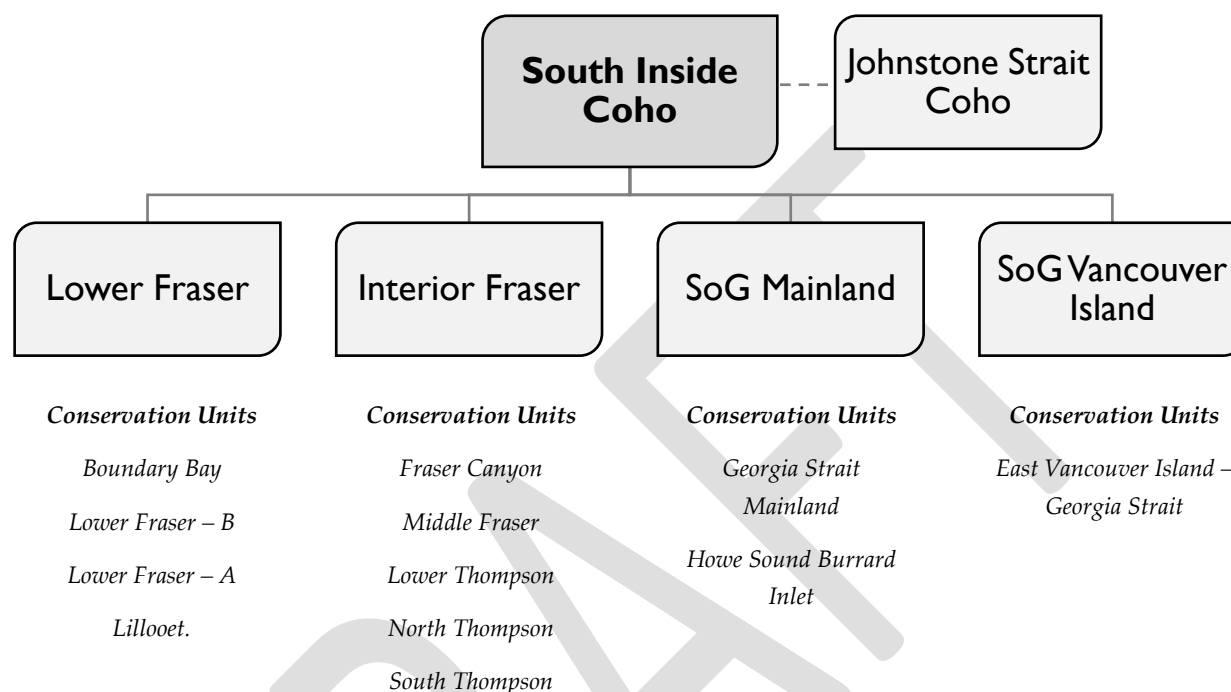 South Inside
Coho
Johnstone Strait
Coho
Lower Fraser
Interior Fraser
SoG Mainland
SoG Vancouver
Island
Conservation Units
Boundary Bay
Lower Fraser – B
Lower Fraser – A
Lillooet.
Conservation Units
Fraser Canyon
Middle Fraser
Lower Thompson
North Thompson
South Thompson
Conservation Units
Georgia Strait
Mainland
Howe Sound Burrard
Inlet
Conservation Units
East Vancouver Island –
Georgia Strait